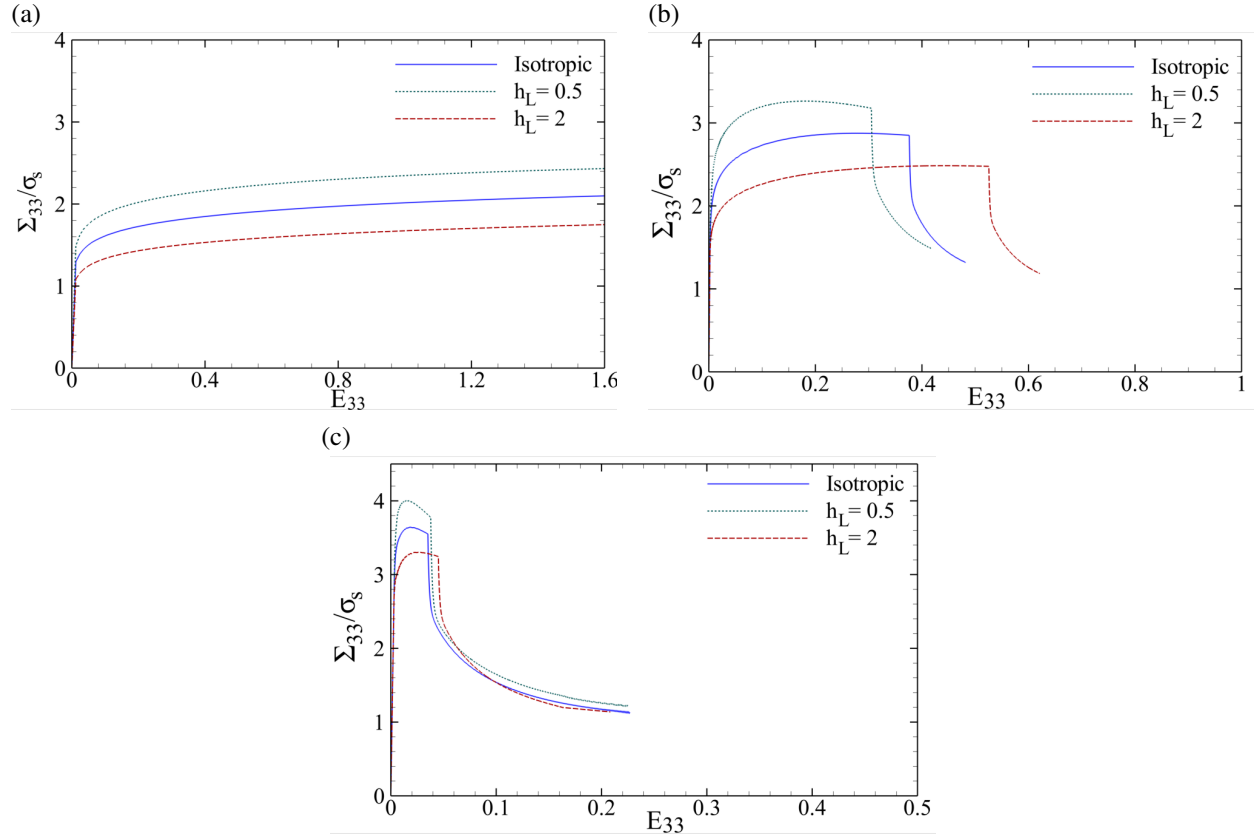 (a)
4
3
2
1
0
Σ33/σs
Isotropic
hL= 0.5
hL= 2
0
0.4
0.8
1.2
1.6
E33
(b)
4
3
2
1
0
Σ33/σs
Isotropic
hL= 0.5
hL= 2
0
0.2
0.4
0.6
0.8
1
E33
(c)
4
3
2
1
0
Σ33/σs
Isotropic
hL= 0.5
hL= 2
0
0.1
0.2
0.3
0.4
0.5
E33